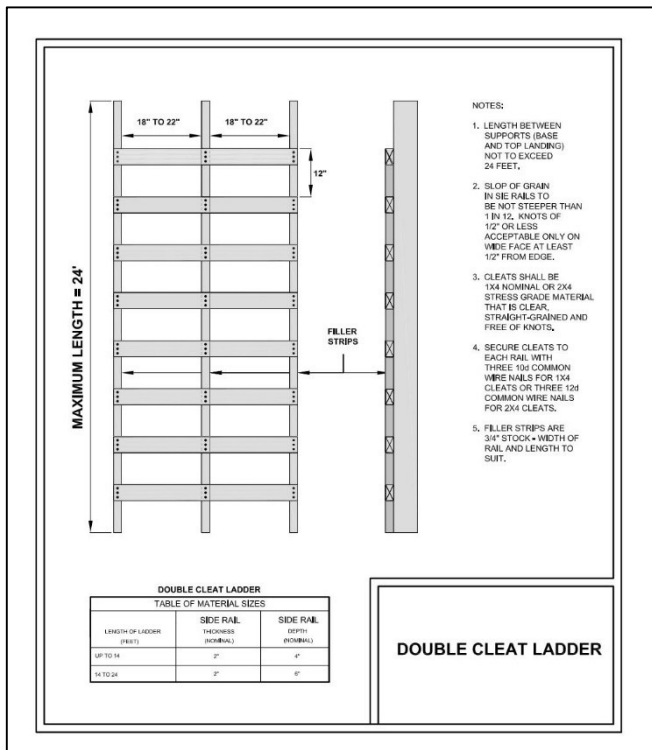 18" TO 22"
18" TO 22"
12"
MAXIMUM LENGTH = 24'
FILLER
STRIPS
NOTES:
1. LENGTH BETWEEN
SUPPORTS (BASE
AND TOP LANDING)
NOT TO EXCEED
24 FEET.
2. SLOP OF GRAIN
IN SIE RAILS TO
BE NOT STEEPER THAN
1 IN 12. KNOTS OF
1/2" OR LESS
ACCEPTABLE ONLY ON
WIDE FACE AT LEAST
1/2" FROM EDGE.
3. CLEATS SHALL BE
1X4 NOMINAL OR 2X4
STRESS GRADE MATERIAL
THAT IS CLEAR,
STRAIGHT-GRAINED AND
FREE OF KNOTS.
4. SECURE CLEATS TO
EACH RAIL WITH
THREE 10d COMMON
WIRE NAILS FOR 1X4
CLEATS OR THREE 12d
COMMON WIRE NAILS
FOR 2X4 CLEATS.
5. FILLER STRIPS ARE
3/4" STOCK - WIDTH OF
RAIL AND LENGTH TO
SUIT.
DOUBLE CLEAT LADDER
TABLE OF MATERIAL SIZES
LENGTH OF LADDER
(FEET)
SIDE RAIL
THICKNESS
(NOMINAL)
SIDE RAIL
DEPTH
(NOMINAL)
UP TO 14 2" 4"
14 TO 24 2" 6"
DOUBLE CLEAT LADDER